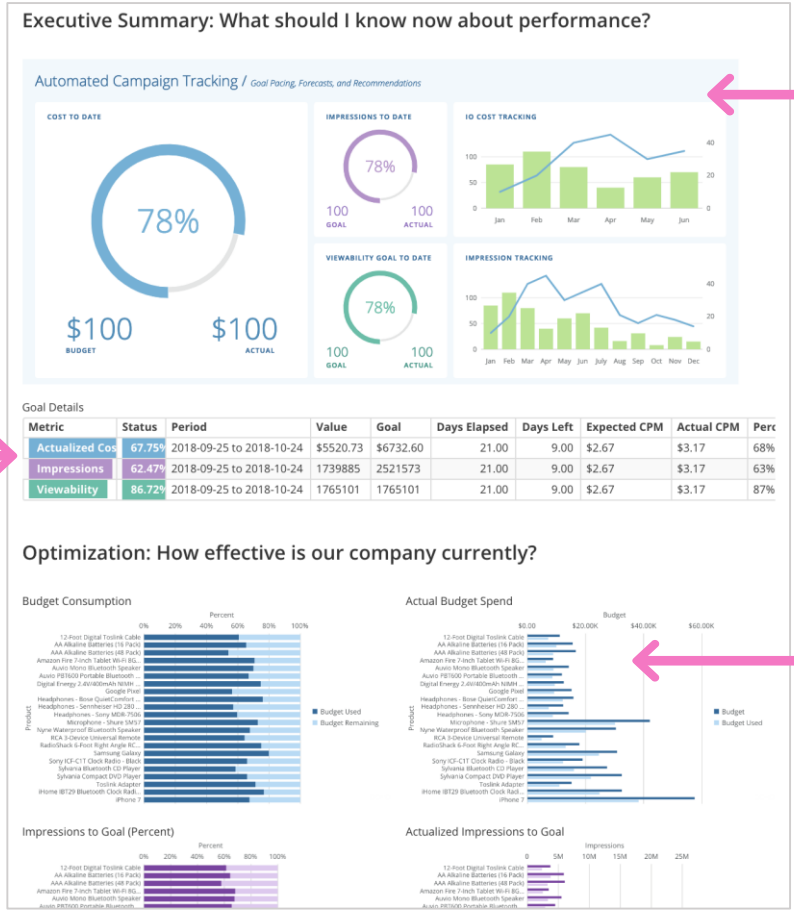 Executive Summary: What should I know now about performance?
Automated Campaign Tracking / Goal Pacing, Forecasts, and Recommendations
COST TO DATE
78%
$100 $100
BUDGET ACTUAL
IMPRESSIONS TO DATE
78%
100 100
GOAL ACTUAL
IO COST TRACKING
100
50
0
40
20
0
Jan Feb Mar Apr May Jun
VIEWABILITY GOAL TO DATE
78%
100 100
GOAL ACTUAL
IMPRESSION TRACKING
100
50
0
40
20
0
Jan Feb Mar Apr May Jun July Aug Sep Oct Nov Dec
Goal Details
Metric Status Period Value Goal Days Elapsed Days Left Expected CPM Actual CPM Perc
Actualized Cos 67.75% 2018-09-25 to 2018-10-24 $5520.73 $6732.60 21.00 9.00 $2.67 $3.17 68%
Impressions 62.47% 2018-09-25 to 2018-10-24 1739885 2521573 21.00 9.00 $2.67 $3.17 63%
Viewability 86.72% 2018-09-25 to 2018-10-24 1765101 1765101 21.00 9.00 $2.67 $3.17 87%
Optimization: How effective is our company currently?
Budget Consumption
Percent
0% 20% 40% 60% 80% 100%
Product
12-Foot Digital Toslink Cable
AA Alkaline Batteries (16 Pack)
AAA Alkaline Batteries (48 Pack)
Amazon Fire 7-Inch Tablet Wi-Fi 8G...
Auvio Mono Bluetooth Speaker
Auvio PBT600 Portable Bluetooth ...
Digital Energy 2.4V/400mAh NiMH ...
Google Pixel
Headphones - Bose QuietComfort ...
Headphones - Sennheiser HD 280 ...
Headphones - Sony MDR-7506
Microphone - Shure SM57
Nyne Waterproof Bluetooth Speaker
RCA 3-Device Universal Remote
RadioShack 6-Foot Right Angle RC...
Samsung Galaxy
Sony ICF-C1T Clock Radio - Black
Sylvania Bluetooth CD Player
Sylvania Compact DVD Player
Toslink Adapter
iHome IBT29 Bluetooth Clock Radi...
iPhone 7
Budget Used
Budget Remaining
Actual Budget Spend
Budget
$0.00 $20.00K $40.00K $60.00K
Product
12-Foot Digital Toslink Cable
AA Alkaline Batteries (16 Pack)
AAA Alkaline Batteries (48 Pack)
Amazon Fire 7-Inch Tablet Wi-Fi 8G...
Auvio Mono Bluetooth Speaker
Auvio PBT600 Portable Bluetooth ...
Digital Energy 2.4V/400mAh NiMH ...
Google Pixel
Headphones - Bose QuietComfort ...
Headphones - Sennheiser HD 280 ...
Headphones - Sony MDR-7506
Microphone - Shure SM57
Nyne Waterproof Bluetooth Speaker
RCA 3-Device Universal Remote
RadioShack 6-Foot Right Angle RC...
Samsung Galaxy
Sony ICF-C1T Clock Radio - Black
Sylvania Bluetooth CD Player
Sylvania Compact DVD Player
Toslink Adapter
iHome IBT29 Bluetooth Clock Radi...
iPhone 7
Budget
Budget Used
Impressions to Goal (Percent)
Percent
0% 20% 40% 60% 80% 100%
12-Foot Digital Toslink Cable
AA Alkaline Batteries (16 Pack)
AAA Alkaline Batteries (48 Pack)
Amazon Fire 7-Inch Tablet Wi-Fi 8G...
Auvio Mono Bluetooth Speaker
Auvio PBT600 Portable Bluetooth...
Actualized Impressions to Goal
Impressions
0 5M 10M 15M 20M 25M
12-Foot Digital Toslink Cable
AA Alkaline Batteries (16 Pack)
AAA Alkaline Batteries (48 Pack)
Amazon Fire 7-Inch Tablet Wi-Fi 8G...
Auvio Mono Bluetooth Speaker
Auvio PBT600 Portable Bluetooth...